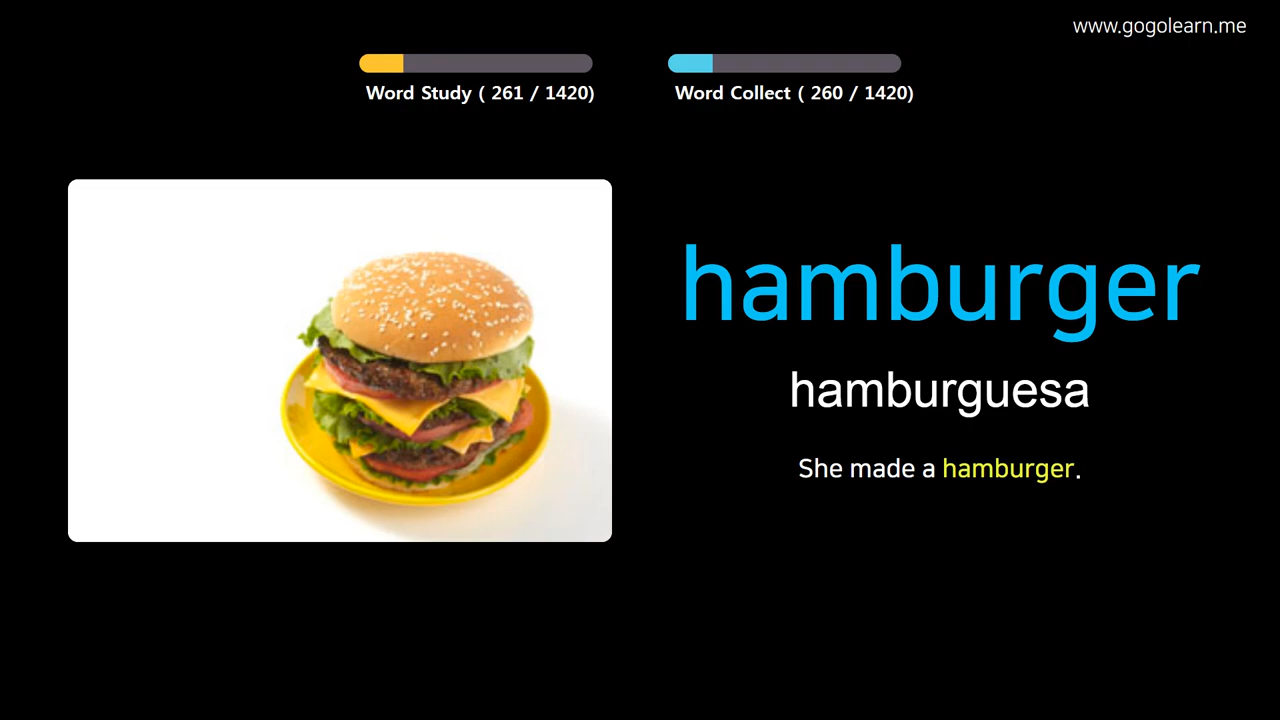 www.gogolearn.me
Word Study ( 261 / 1420)
Word Collect ( 260 / 1420)
hamburger
hamburguesa
She made a hamburger.